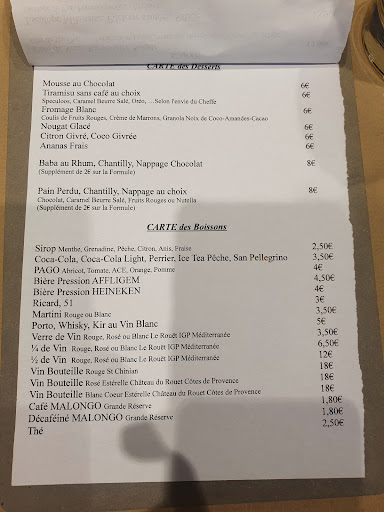 CARTE des Desserts
Mousse au Chocolat 6€
Tiramisu sans café au choix 6€
Speculoos, Caramel Beurre Salé, Oréo, ...Selon l'envie du Cheffe
Fromage Blanc 6€
Coulis de Fruits Rouges, Crème de Marrons, Granola Noix de Coco-Amandes-Cacao
Nougat Glacé 6€
Citron Givré, Coco Givrée 6€
Ananas Frais 6€
Baba au Rhum, Chantilly, Nappage Chocolat 8€
(Supplément de 2€ sur la Formule)
Pain Perdu, Chantilly, Nappage au choix 8€
Chocolat, Caramel Beurre Salé, Fruits Rouges ou Nutella
(Supplément de 2€ sur la Formule)
CARTE des Boissons
Sirop Menthe, Grenadine, Pêche, Citron, Anis, Fraise 2,50€
Coca-Cola, Coca-Cola Light, Perrier, Ice Tea Pêche, San Pellegrino 3,50€
PAGO Abricot, Tomate, ACE, Orange, Pomme 4€
Bière Pression AFFLIGEM 4,50€
Bière Pression HEINEKEN 4€
Ricard, 51 3€
Martini Rouge ou Blanc 3,50€
Porto, Whisky, Kir au Vin Blanc 5€
Verre de Vin Rouge, Rosé ou Blanc Le Rouët IGP Méditerranée 3,50€
¼ de Vin Rouge, Rosé ou Blanc Le Rouët IGP Méditerranée 6,50€
½ de Vin Rouge, Rosé ou Blanc Le Rouët IGP Méditerranée 12€
Vin Bouteille Rouge St Chinian 18€
Vin Bouteille Rosé Estérelle Château du Rouet Côtes de Provence 18€
Vin Bouteille Blanc Coeur Estérelle Château du Rouet Côtes de Provence 18€
Café MALONGO Grande Réserve 1,80€
Décaféiné MALONGO Grande Réserve 1,80€
Thé 2,50€